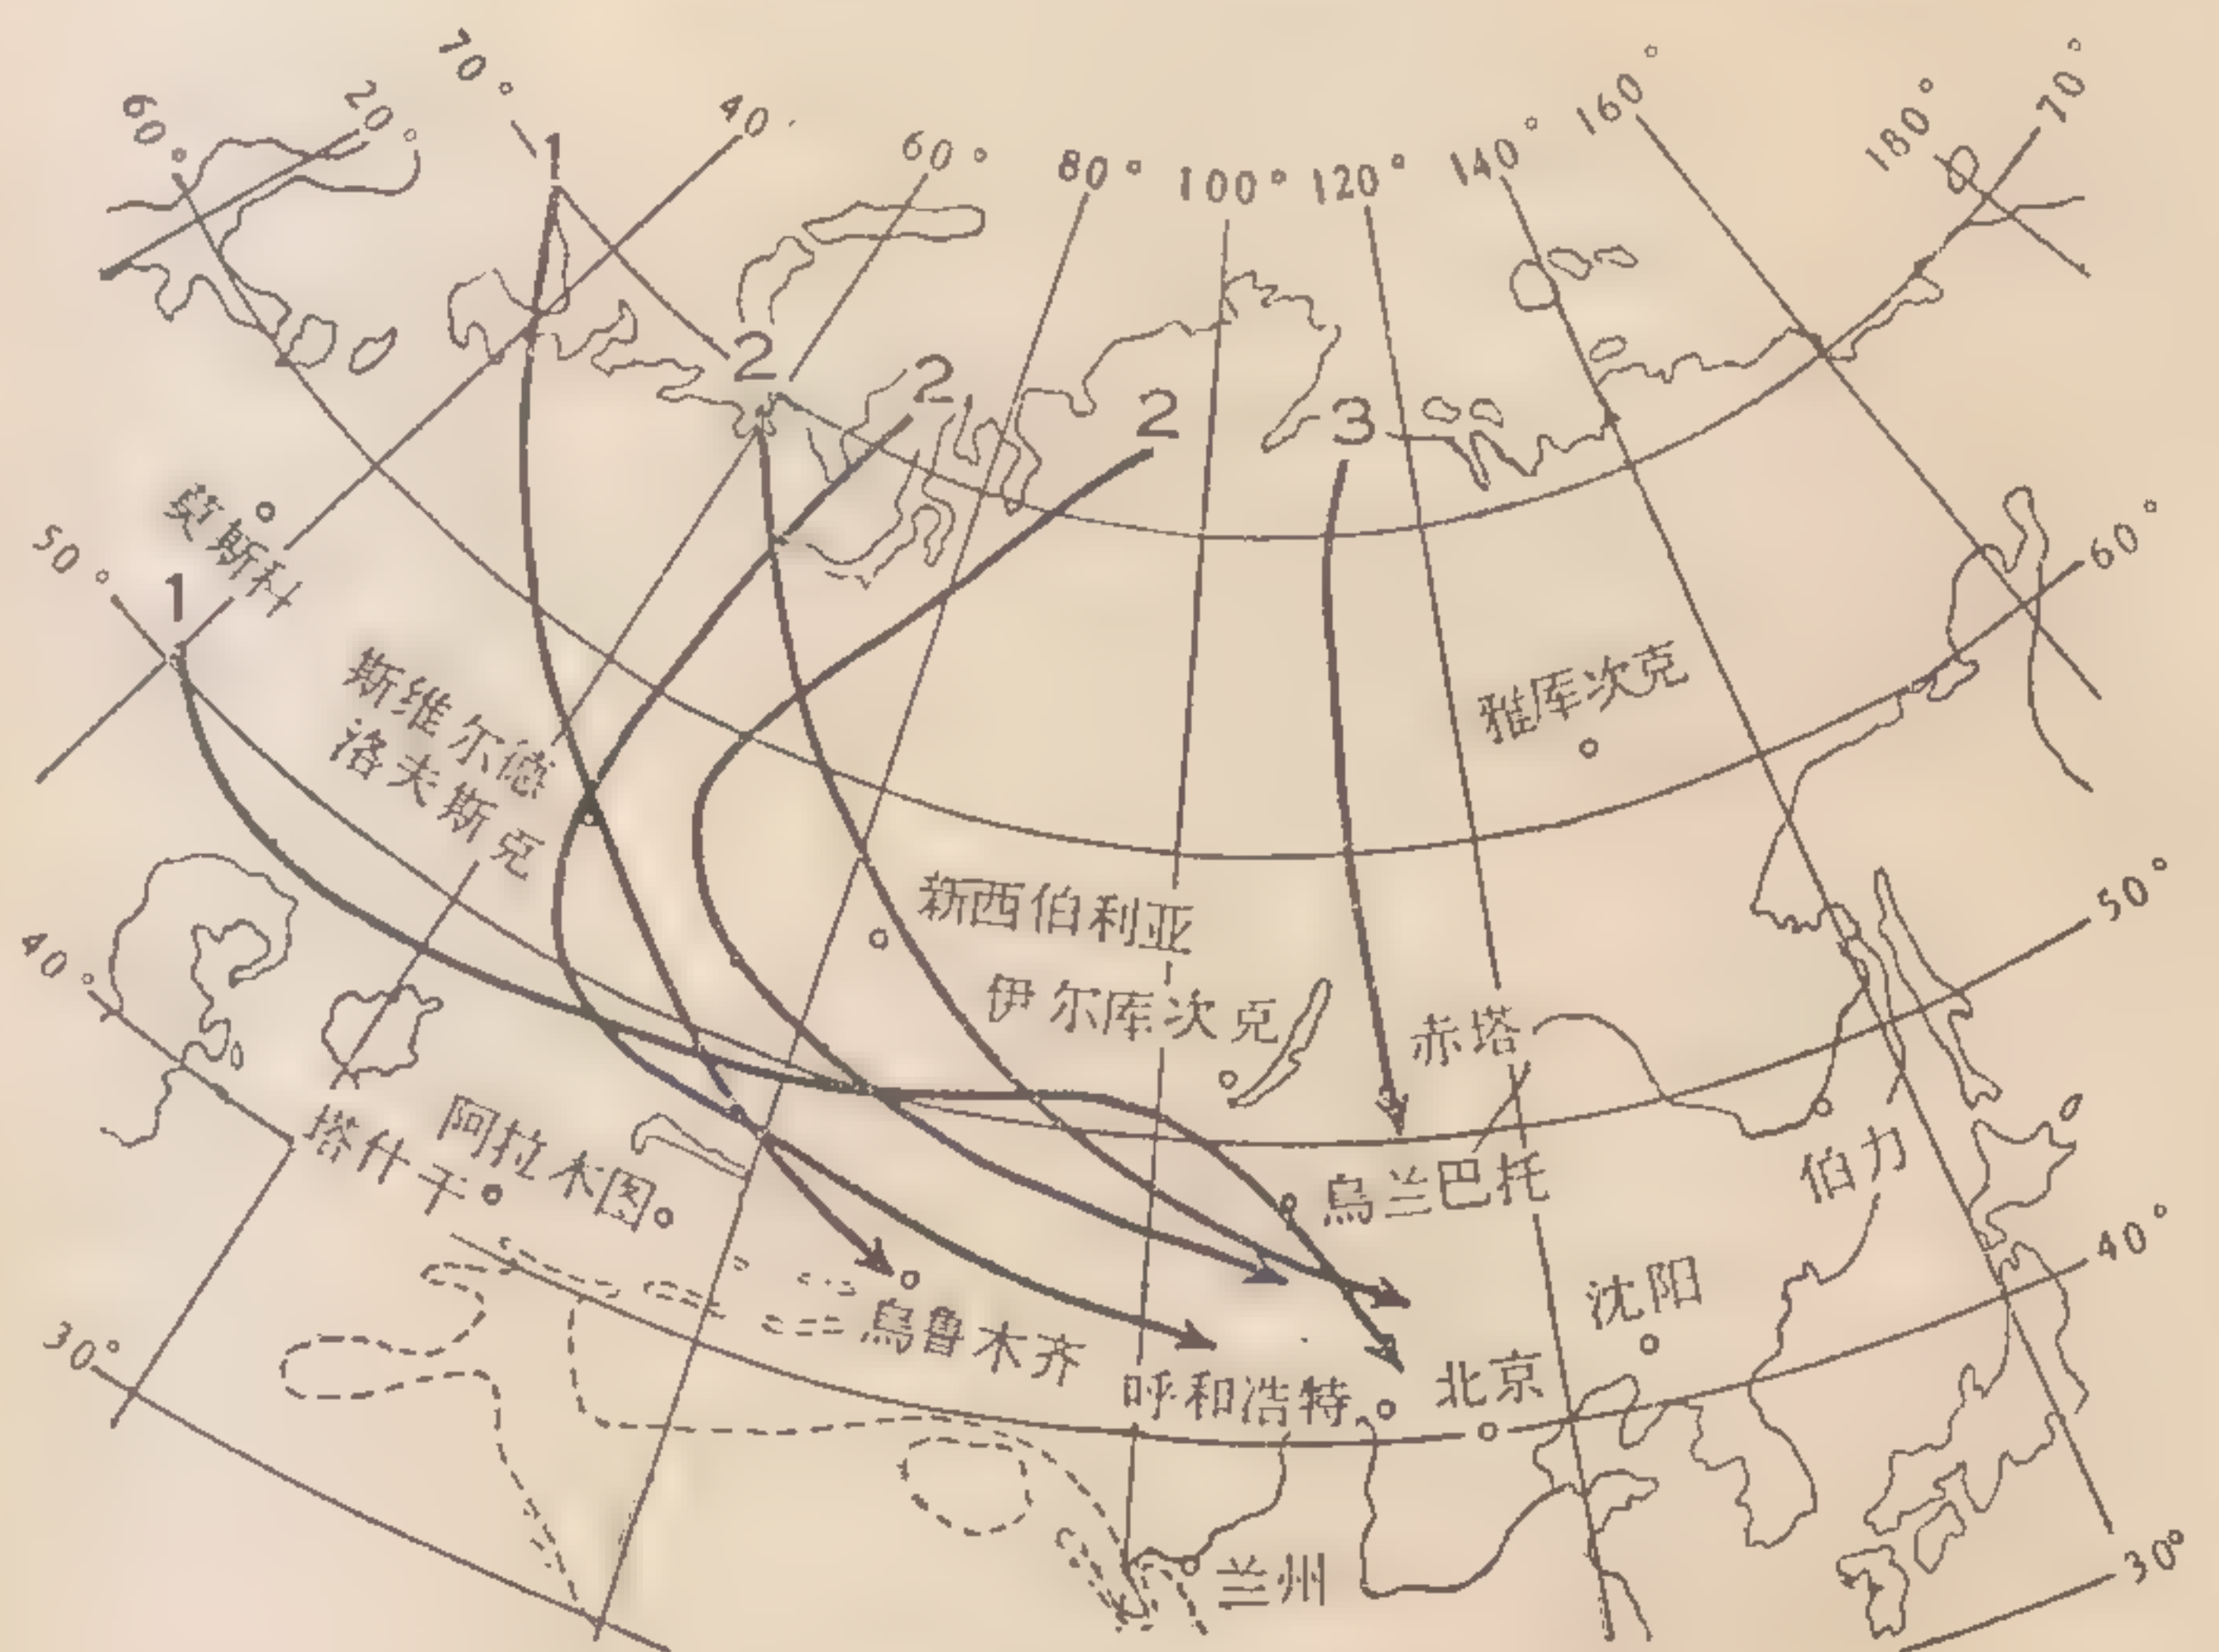 70°
20°
60°
1
40
60°
80°
100°
120°
140°
160°
180°
70°
2
2
2
3
莫斯科
50°
1
60°
斯维尔德
洛夫斯克
雅库次克
新西伯利亚
50°
40°
伊尔库次克
赤塔
阿拉木图
塔什干
伯力
烏兰巴托
40°
沈阳
30°
烏鲁木齐
呼和浩特
北京
兰州
30°